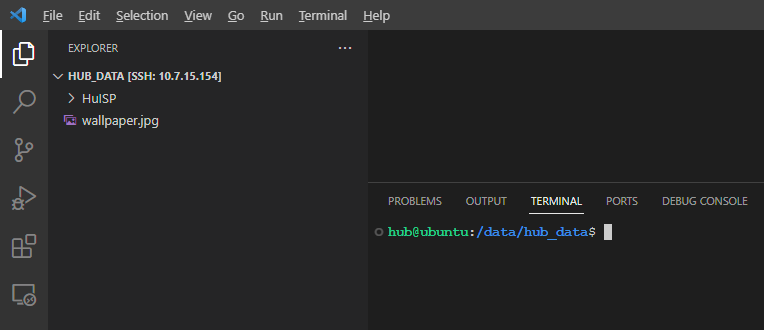 File Edit Selection View Go Run Terminal Help
EXPLORER ...
HUB_DATA [SSH: 10.7.15.154]
HuISP
wallpaper.jpg
PROBLEMS OUTPUT TERMINAL PORTS DEBUG CONSOLE
hub@ubuntu:/data/hub_data$